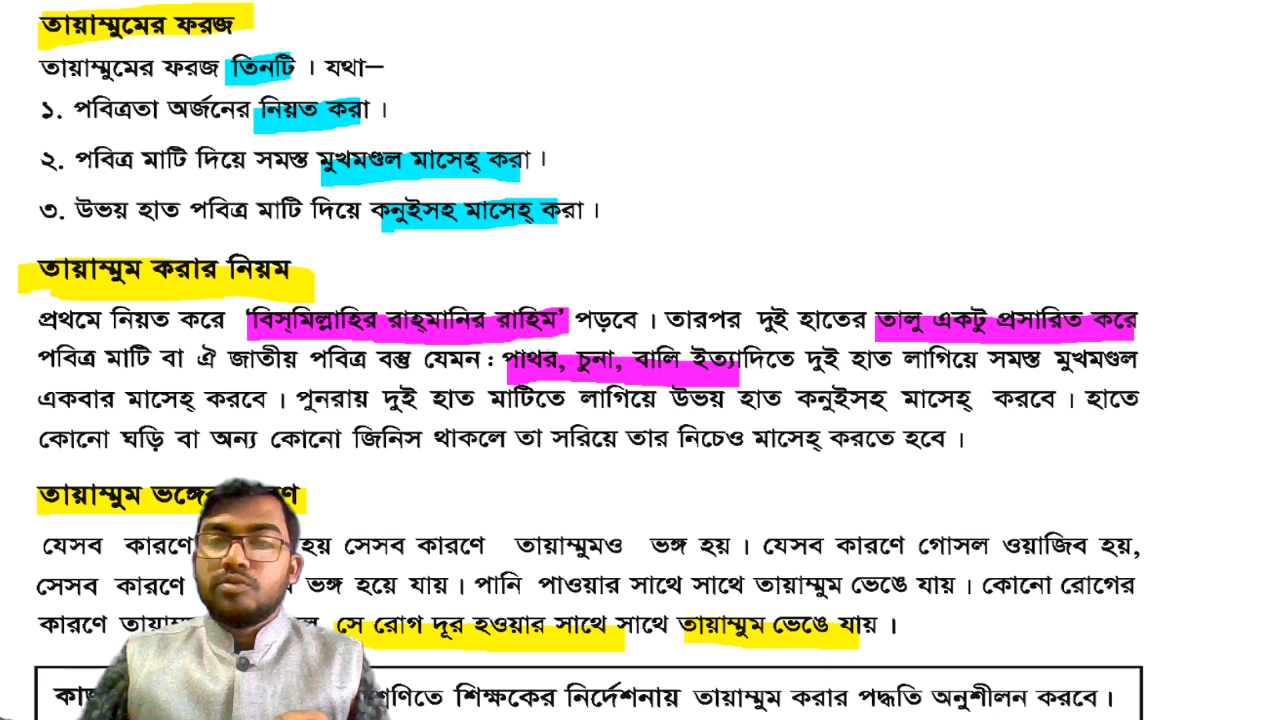 তায়াম্মুমের ফরজ
তায়াম্মুমের ফরজ তিনটি । যথা—
১. পবিত্রতা অর্জনের নিয়ত করা ।
২. পবিত্র মাটি দিয়ে সমস্ত মুখমণ্ডল মাসেহ্ করা ।
৩. উভয় হাত পবিত্র মাটি দিয়ে কনুইসহ মাসেহ্ করা ।
তায়াম্মুম করার নিয়ম
প্রথমে নিয়ত করে ‘বিস্‌মিল্লাহির রাহ্‌মানির রাহিম’ পড়বে । তারপর দুই হাতের তালু একটু প্রসারিত করে
পবিত্র মাটি বা ঐ জাতীয় পবিত্র বস্তু যেমন : পাথর, চুনা, বালি ইত্যাদিতে দুই হাত লাগিয়ে সমস্ত মুখমণ্ডল
একবার মাসেহ্ করবে । পুনরায় দুই হাত মাটিতে লাগিয়ে উভয় হাত কনুইসহ মাসেহ্ করবে । হাতে
কোনো ঘড়ি বা অন্য কোনো জিনিস থাকলে তা সরিয়ে তার নিচেও মাসেহ্ করতে হবে ।
তায়াম্মুম ভঙ্গের
যেসব কারণে হয় সেসব কারণে তায়াম্মুমও ভঙ্গ হয় । যেসব কারণে গোসল ওয়াজিব হয়,
সেসব কারণে ভঙ্গ হয়ে যায় । পানি পাওয়ার সাথে সাথে তায়াম্মুম ভেঙে যায় । কোনো রোগের
কারণে সে রোগ দূর হওয়ার সাথে সাথে তায়াম্মুম ভেঙে যায় ।
শিক্ষকের নির্দেশনায় তায়াম্মুম করার পদ্ধতি অনুশীলন করবে ।